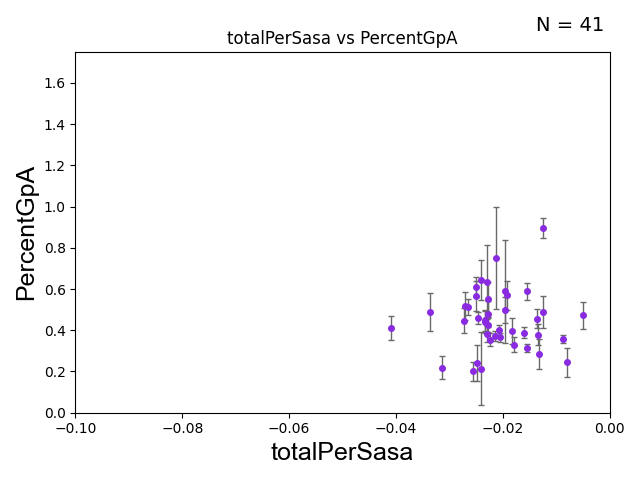 N = 41
totalPerSasa vs PercentGpA
PercentGpA
1.6
1.4
1.2
1.0
0.8
0.6
0.4
0.2
0.0
−0.10 −0.08 −0.06 −0.04 −0.02 0.00
totalPerSasa